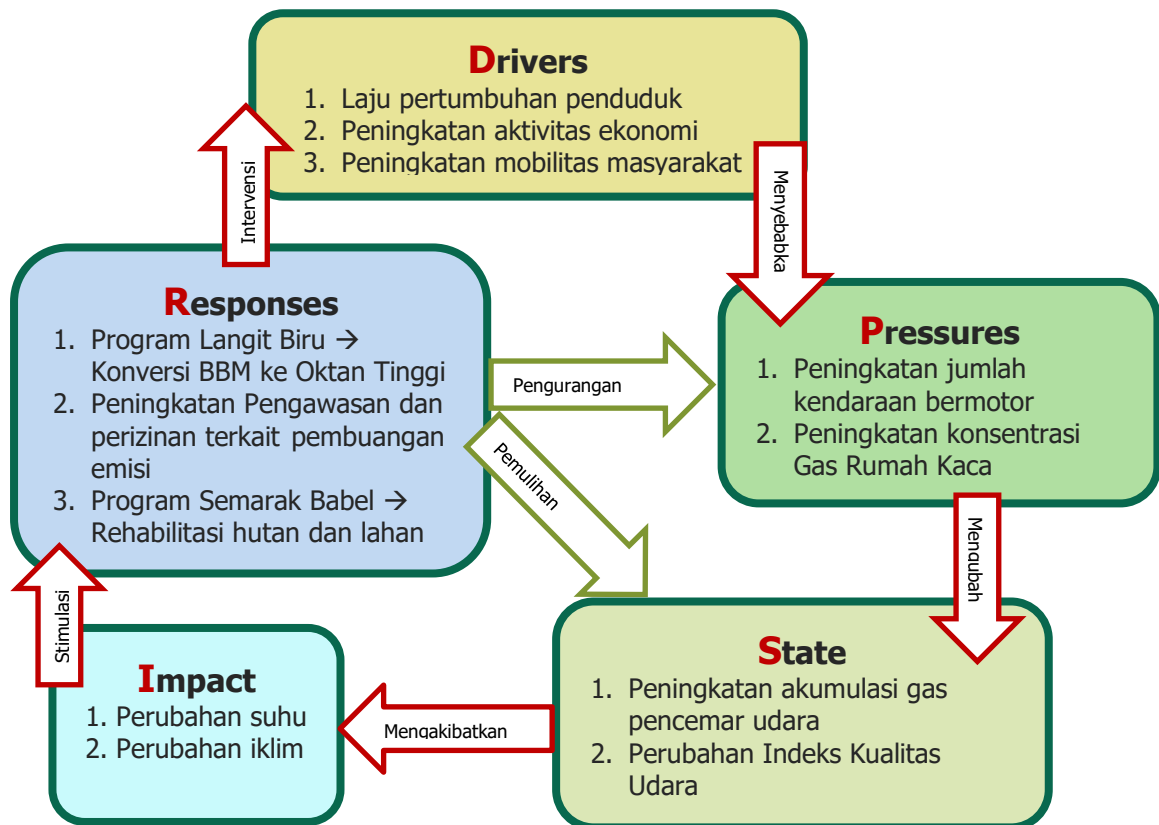 Drivers
1. Laju pertumbuhan penduduk
2. Peningkatan aktivitas ekonomi
3. Peningkatan mobilitas masyarakat
Intervensi
Menyebabka
Responses
1. Program Langit Biru →
Konversi BBM ke Oktan Tinggi
2. Peningkatan Pengawasan dan
perizinan terkait pembuangan
emisi
3. Program Semarak Babel →
Rehabilitasi hutan dan lahan
Pengurangan
Pemulihan
Pressures
1. Peningkatan jumlah
kendaraan bermotor
2. Peningkatan konsentrasi
Gas Rumah Kaca
Mengubah
Stimulasi
Impact
1. Perubahan suhu
2. Perubahan iklim
Mengakibatkan
State
1. Peningkatan akumulasi gas
pencemar udara
2. Perubahan Indeks Kualitas
Udara